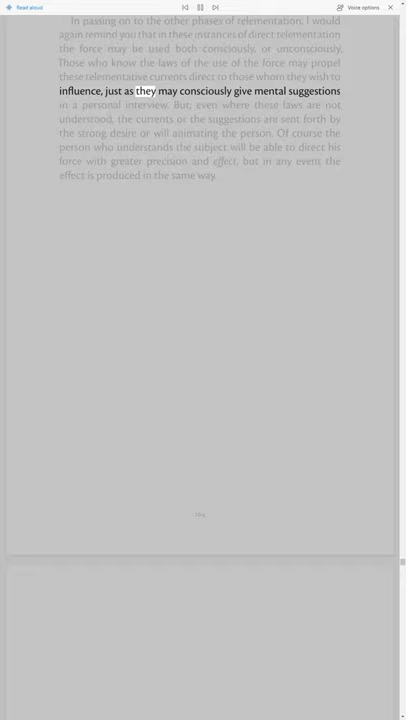 Read aloud
Voice options
In passing on to the other phases of telementation, I would
again remind you that in these instances of direct telementation
the force may be used both consciously, or unconsciously.
Those who know the laws of the use of the force may propel
these telementative currents direct to those whom they wish to
influence, just as they may consciously give mental suggestions
in a personal interview. But, even where these laws are not
understood, the currents or the suggestions are sent forth by
the strong desire or will animating the person. Of course the
person who understands the subject will be able to direct his
force with greater precision and effect, but in any event the
effect is produced in the same way.